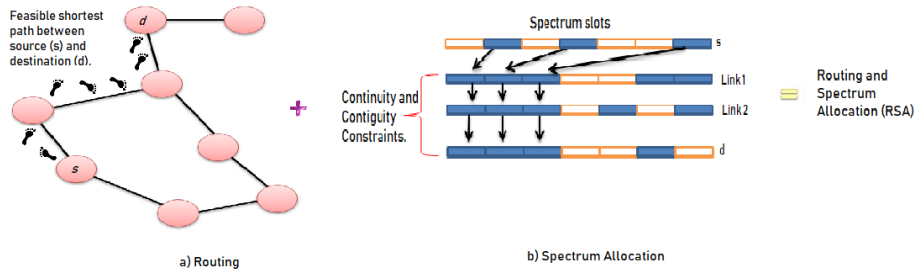 Feasible shortest
path between
source (s) and
destination (d).
d
s
a) Routing
+
Spectrum slots
s
Link1
Link2
d
Continuity and
Contiguity
Constraints.
b) Spectrum Allocation
=
Routing and
Spectrum
Allocation (RSA)